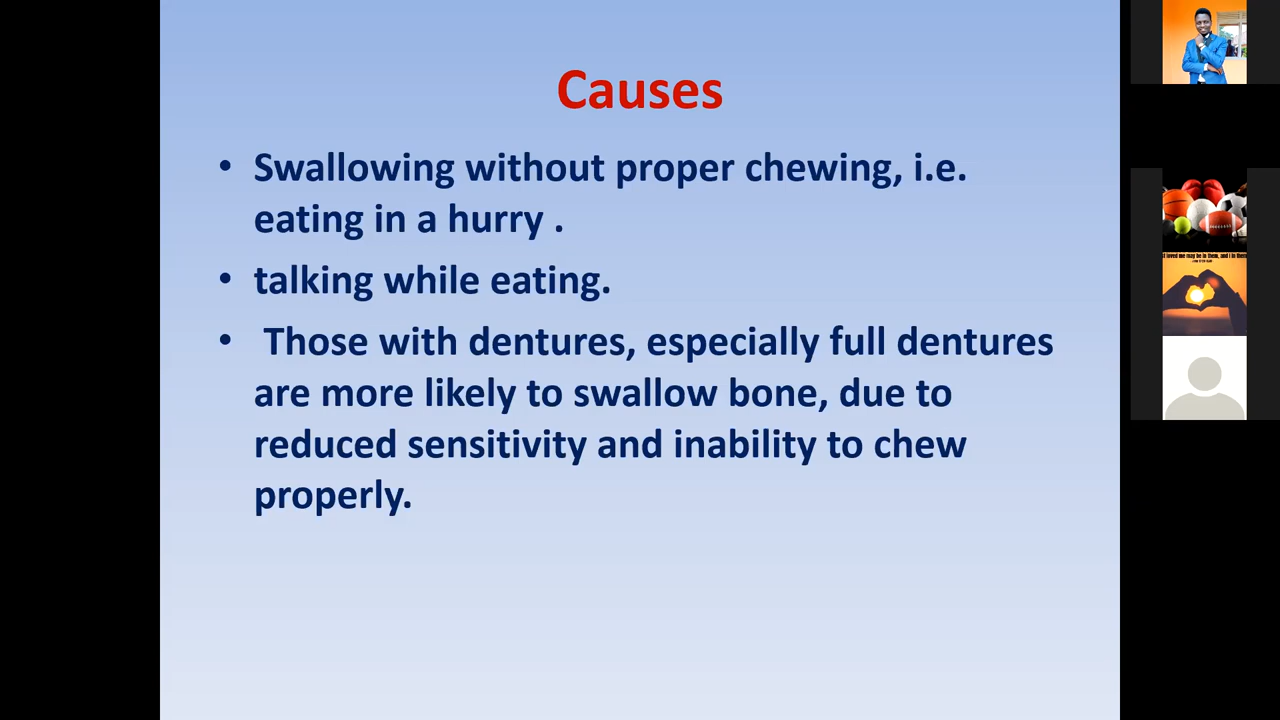 Causes
• Swallowing without proper chewing, i.e.
eating in a hurry .
• talking while eating.
• Those with dentures, especially full dentures
are more likely to swallow bone, due to
reduced sensitivity and inability to chew
properly.